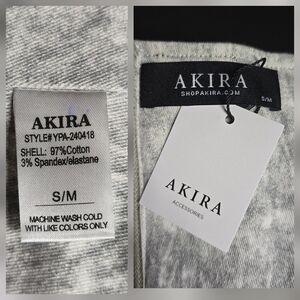 AKIRA
STYLE#YPA-240418
SHELL: 97%Cotton
3% Spandex/elastane
S/M
MACHINE WASH COLD
WITH LIKE COLORS ONLY
AKIRA
SHOPAKIRA.COM
S/M
AKIRA
ACCESSORIES